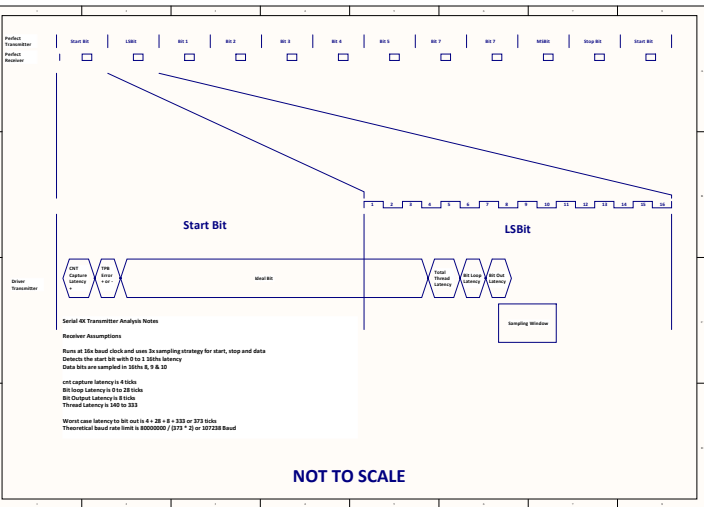 Perfect
Transmitter
Start Bit LSBit Bit 1 Bit 2 Bit 3 Bit 4 Bit 5 Bit 7 Bit 7 MSBit Stop Bit Start Bit
Perfect
Receiver
1 2 3 4 5 6 7 8 9 10 11 12 13 14 15 16
Start Bit
LSBit
Driver
Transmitter
CNT
Capture
Latency
+
TPB
Error
+ or -
Ideal Bit
Total
Thread
Latency
Bit Loop
Latency
Bit Out
Latency
Sampling Window
Serial 4X Transmitter Analysis Notes
Receiver Assumptions
Runs at 16x baud clock and uses 3x sampling strategy for start, stop and data
Detects the start bit with 0 to 1 16ths latency
Data bits are sampled in 16ths 8, 9 & 10
cnt capture latency is 4 ticks
Bit loop Latency is 0 to 28 ticks
Bit Output Latency is 8 ticks
Thread Latency is 140 to 333
Worst case latency to bit out is 4 + 28 + 8 + 333 or 373 ticks
Theoretical baud rate limit is 80000000 / (373 * 2) or 107238 Baud
NOT TO SCALE